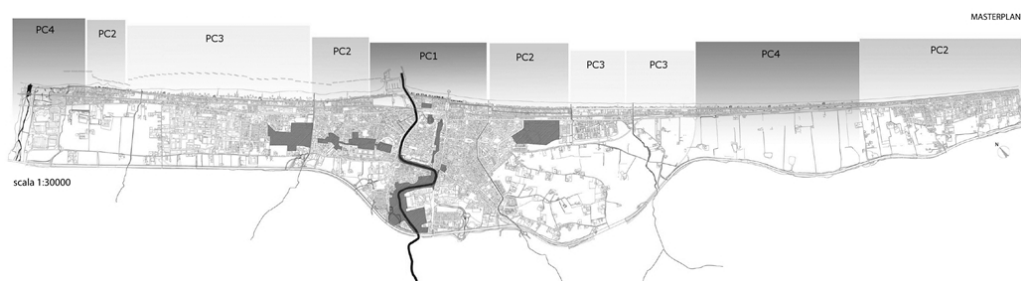 MASTERPLAN
PC4
PC2
PC3
PC2
PC1
PC2
PC3
PC3
PC4
PC2
N
scala 1:30000